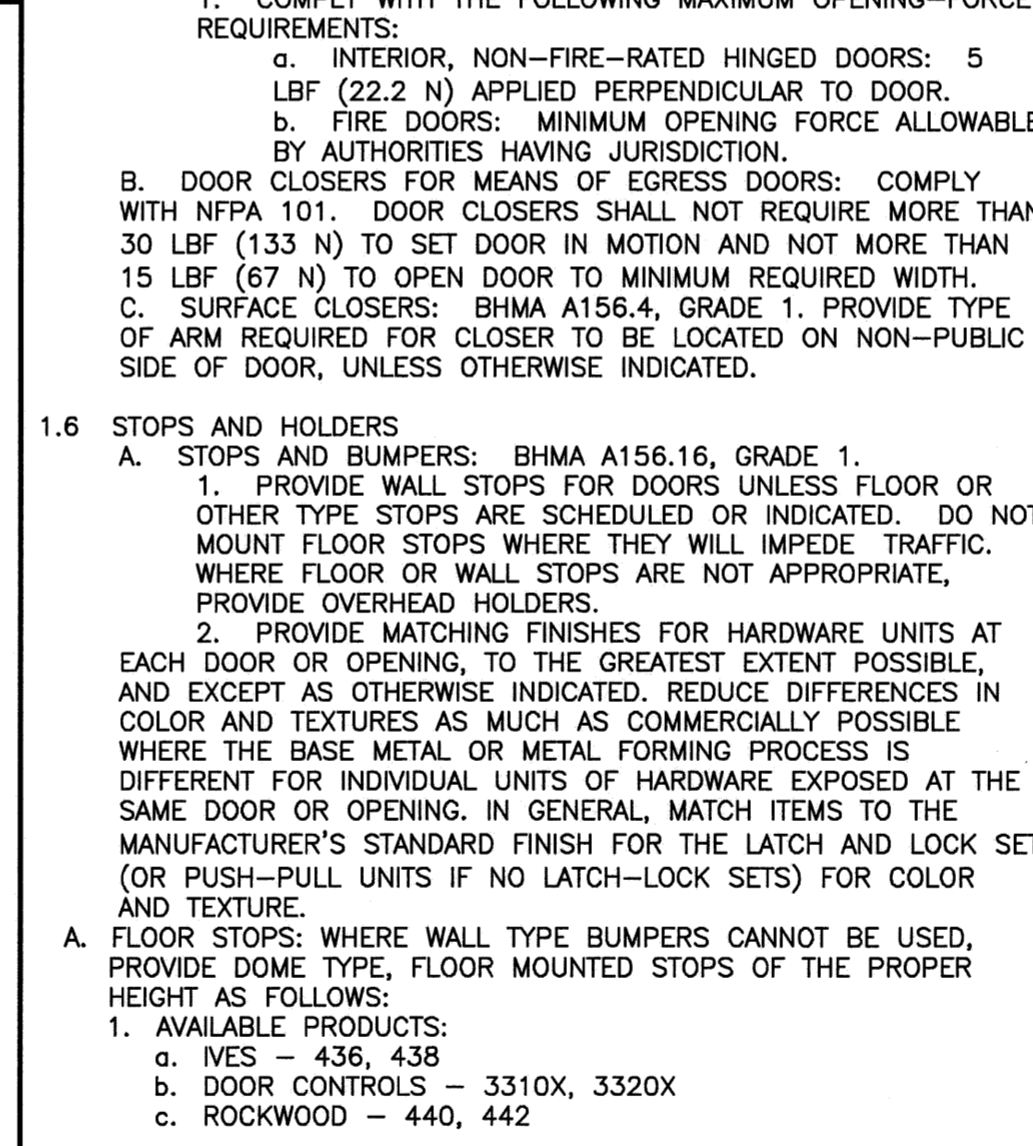 1. COMPLY WITH THE FOLLOWING MAXIMUM OPENING–FORCE
REQUIREMENTS:
a. INTERIOR, NON–FIRE–RATED HINGED DOORS: 5
LBF (22.2 N) APPLIED PERPENDICULAR TO DOOR.
b. FIRE DOORS: MINIMUM OPENING FORCE ALLOWABLE
BY AUTHORITIES HAVING JURISDICTION.
B. DOOR CLOSERS FOR MEANS OF EGRESS DOORS: COMPLY
WITH NFPA 101. DOOR CLOSERS SHALL NOT REQUIRE MORE THAN
30 LBF (133 N) TO SET DOOR IN MOTION AND NOT MORE THAN
15 LBF (67 N) TO OPEN DOOR TO MINIMUM REQUIRED WIDTH.
C. SURFACE CLOSERS: BHMA A156.4, GRADE 1. PROVIDE TYPE
OF ARM REQUIRED FOR CLOSER TO BE LOCATED ON NON–PUBLIC
SIDE OF DOOR, UNLESS OTHERWISE INDICATED.
1.6 STOPS AND HOLDERS
A. STOPS AND BUMPERS: BHMA A156.16, GRADE 1.
1. PROVIDE WALL STOPS FOR DOORS UNLESS FLOOR OR
OTHER TYPE STOPS ARE SCHEDULED OR INDICATED. DO NOT
MOUNT FLOOR STOPS WHERE THEY WILL IMPEDE TRAFFIC.
WHERE FLOOR OR WALL STOPS ARE NOT APPROPRIATE,
PROVIDE OVERHEAD HOLDERS.
2. PROVIDE MATCHING FINISHES FOR HARDWARE UNITS AT
EACH DOOR OR OPENING, TO THE GREATEST EXTENT POSSIBLE,
AND EXCEPT AS OTHERWISE INDICATED. REDUCE DIFFERENCES IN
COLOR AND TEXTURES AS MUCH AS COMMERCIALLY POSSIBLE
WHERE THE BASE METAL OR METAL FORMING PROCESS IS
DIFFERENT FOR INDIVIDUAL UNITS OF HARDWARE EXPOSED AT THE
SAME DOOR OR OPENING. IN GENERAL, MATCH ITEMS TO THE
MANUFACTURER'S STANDARD FINISH FOR THE LATCH AND LOCK SET
(OR PUSH–PULL UNITS IF NO LATCH–LOCK SETS) FOR COLOR
AND TEXTURE.
A. FLOOR STOPS: WHERE WALL TYPE BUMPERS CANNOT BE USED,
PROVIDE DOME TYPE, FLOOR MOUNTED STOPS OF THE PROPER
HEIGHT AS FOLLOWS:
1. AVAILABLE PRODUCTS:
a. IVES – 436, 438
b. DOOR CONTROLS – 3310X, 3320X
c. ROCKWOOD – 440, 442